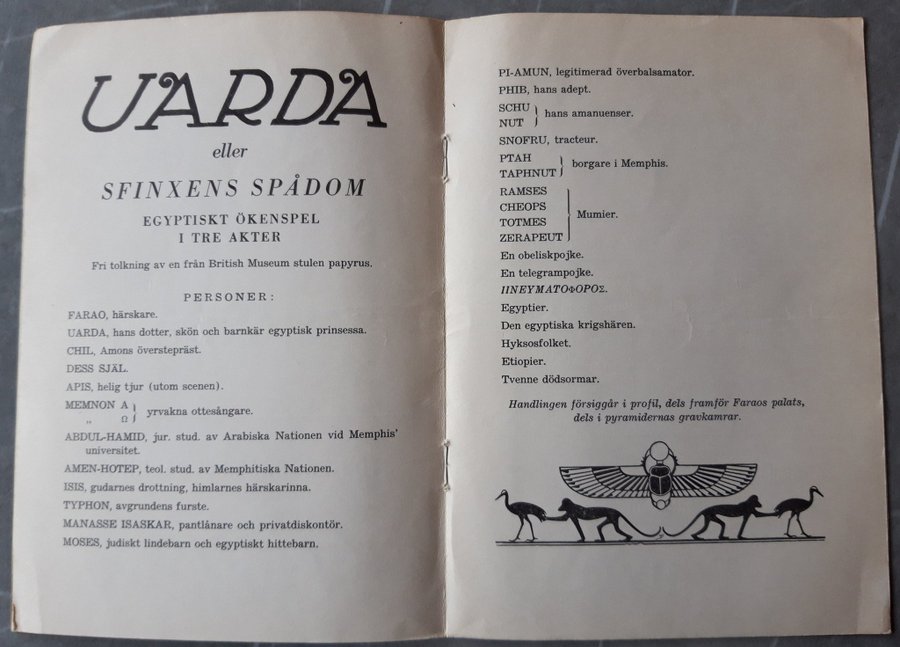 UARDA
eller
SFINXENS SPÅDOM
EGYPTISKT ÖKENSPEL
I TRE AKTER
Fri tolkning av en från British Museum stulen papyrus.
PERSONER:
FARAO, härskare.
UARDA, hans dotter, skön och barnkär egyptisk prinsessa.
CHIL, Amons överstepräst.
DESS SJÄL.
APIS, helig tjur (utom scenen).
MEMNON A
„ Ω } yrvakna ottesångare.
ABDUL-HAMID, jur. stud. av Arabiska Nationen vid Memphis'
universitet.
AMEN-HOTEP, teol. stud. av Memphitiska Nationen.
ISIS, gudarnes drottning, himlarnes härskarinna.
TYPHON, avgrundens furste.
MANASSE ISASKAR, pantlånare och privatdiskontör.
MOSES, judiskt lindebarn och egyptiskt hittebarn.
PI-AMUN, legitimerad överbalsamator.
PHIB, hans adept.
SCHU
NUT } hans amanuenser.
SNOFRU, tracteur.
PTAH
TAPHNUT } borgare i Memphis.
RAMSES
CHEOPS
TOTMES
ZERAPEUT } Mumier.
En obeliskpojke.
En telegrampojke.
ΠΝΕΥΜΑΤΟΦΟΡΟΣ.
Egyptier.
Den egyptiska krigshären.
Hyksosfolket.
Etiopier.
Tvenne dödsormar.
Handlingen försiggår i profil, dels framför Faraos palats,
dels i pyramidernas gravkamrar.